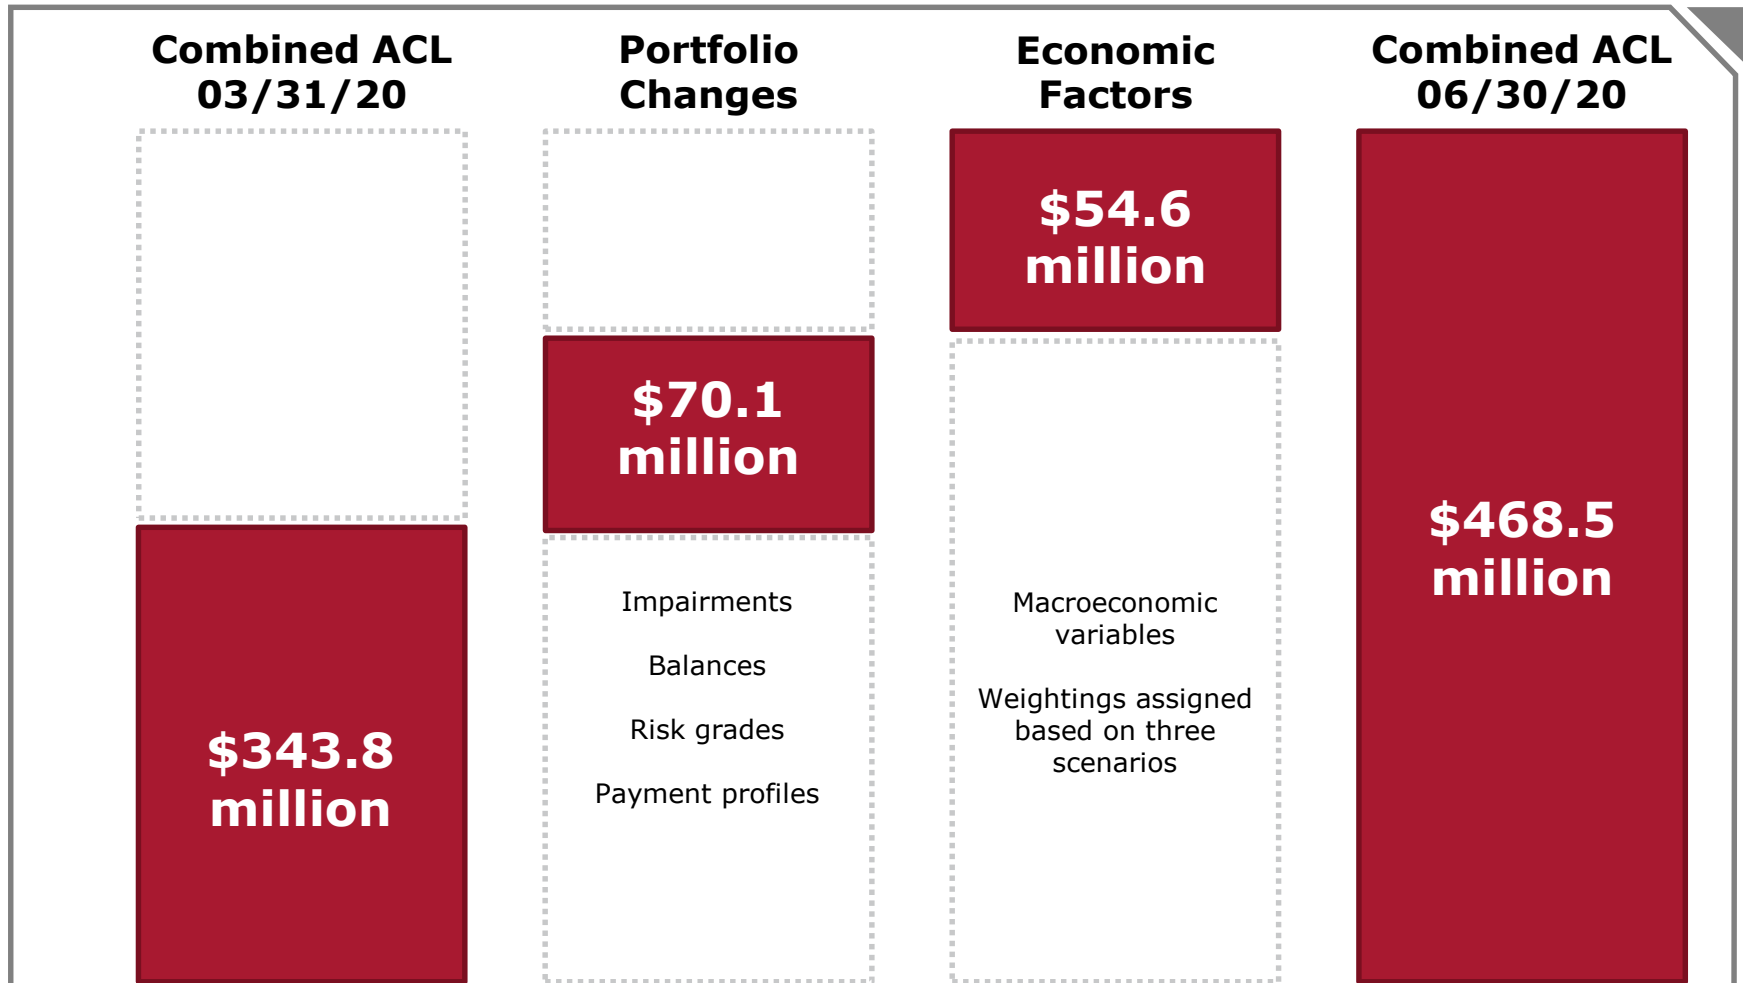 Combined ACL
03/31/20
$343.8
million
Portfolio
Changes
$70.1
million
Impairments
Balances
Risk grades
Payment profiles
Economic
Factors
$54.6
million
Macroeconomic
variables
Weightings assigned
based on three
scenarios
Combined ACL
06/30/20
$468.5
million